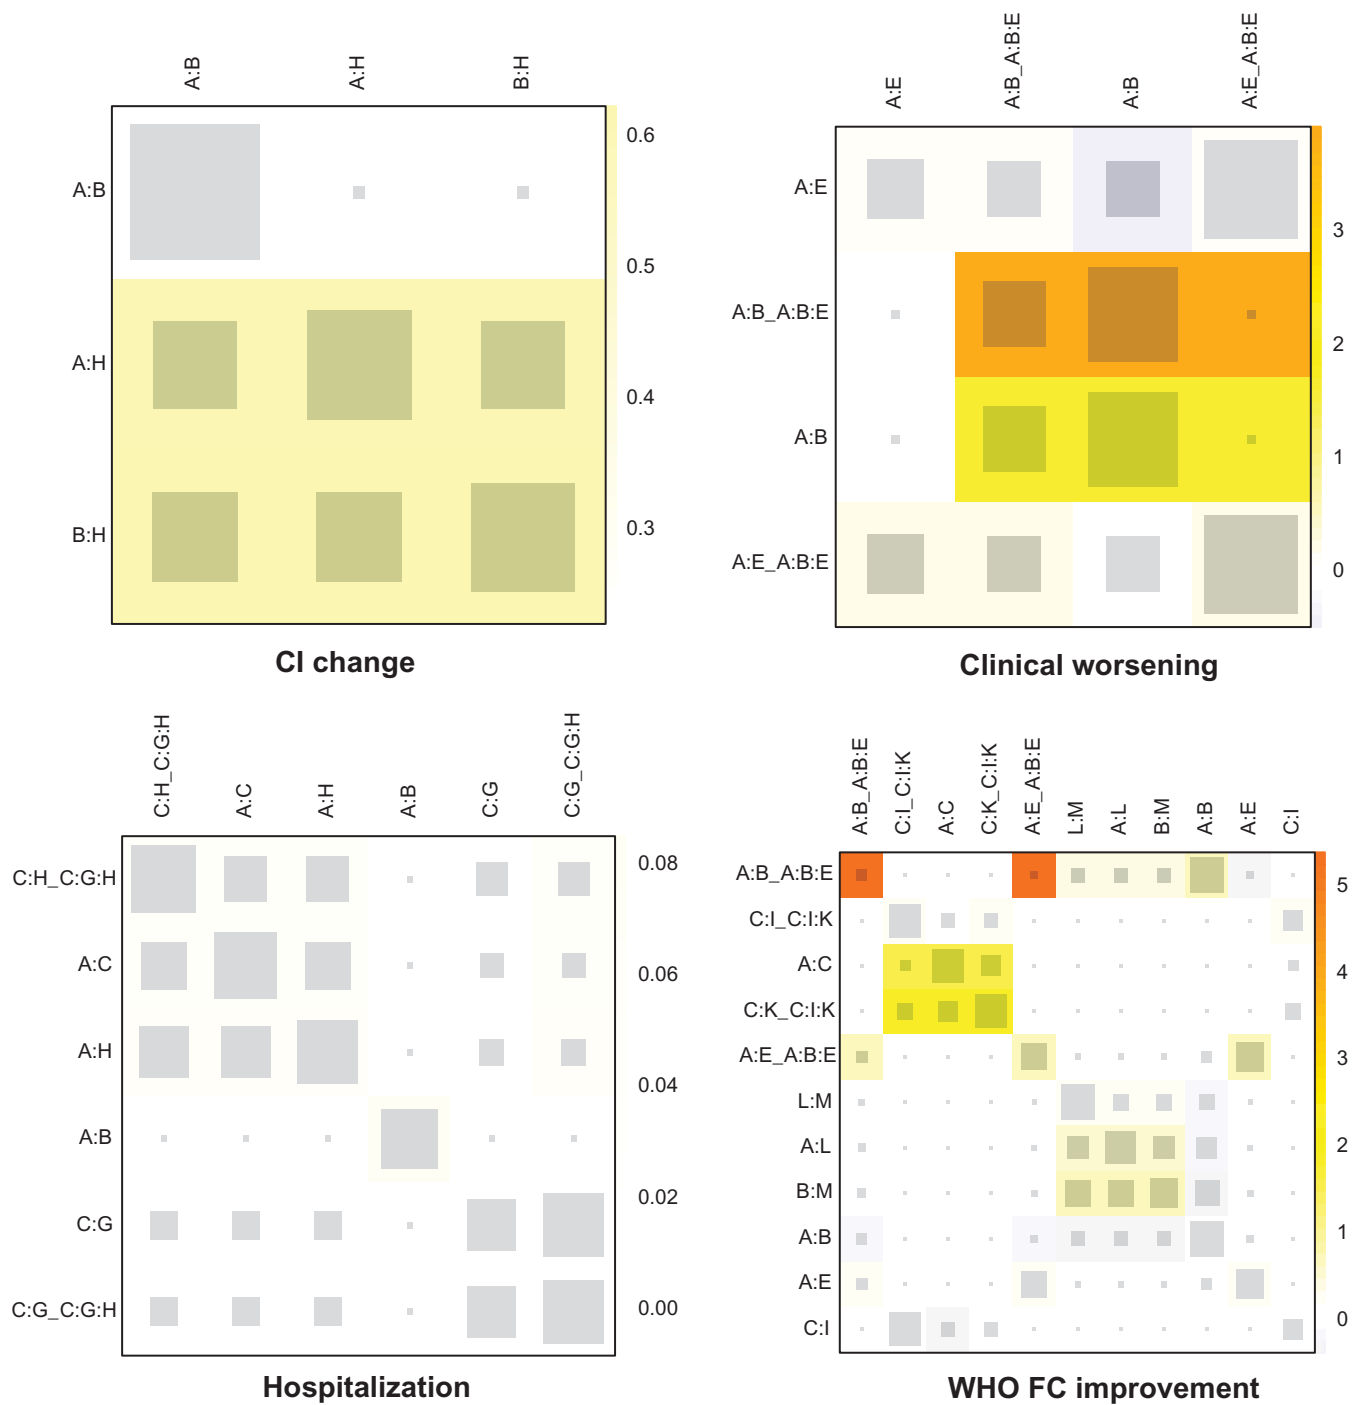 A:B
A:H
B:H
A:B
A:H
B:H
0.6
0.5
0.4
0.3
CI change
A:E
A:B_A:B:E
A:B
A:E_A:B:E
A:E
A:B_A:B:E
A:B
A:E_A:B:E
3
2
1
0
Clinical worsening
C:H_C:G:H
A:C
A:H
A:B
C:G
C:G_C:G:H
C:H_C:G:H
A:C
A:H
A:B
C:G
C:G_C:G:H
0.08
0.06
0.04
0.02
0.00
Hospitalization
A:B_A:B:E
C:I_C:I:K
A:C
C:K_C:I:K
A:E_A:B:E
L:M
A:L
B:M
A:B
A:E
C:I
A:B_A:B:E
C:I_C:I:K
A:C
C:K_C:I:K
A:E_A:B:E
L:M
A:L
B:M
A:B
A:E
C:I
5
4
3
2
1
0
WHO FC improvement